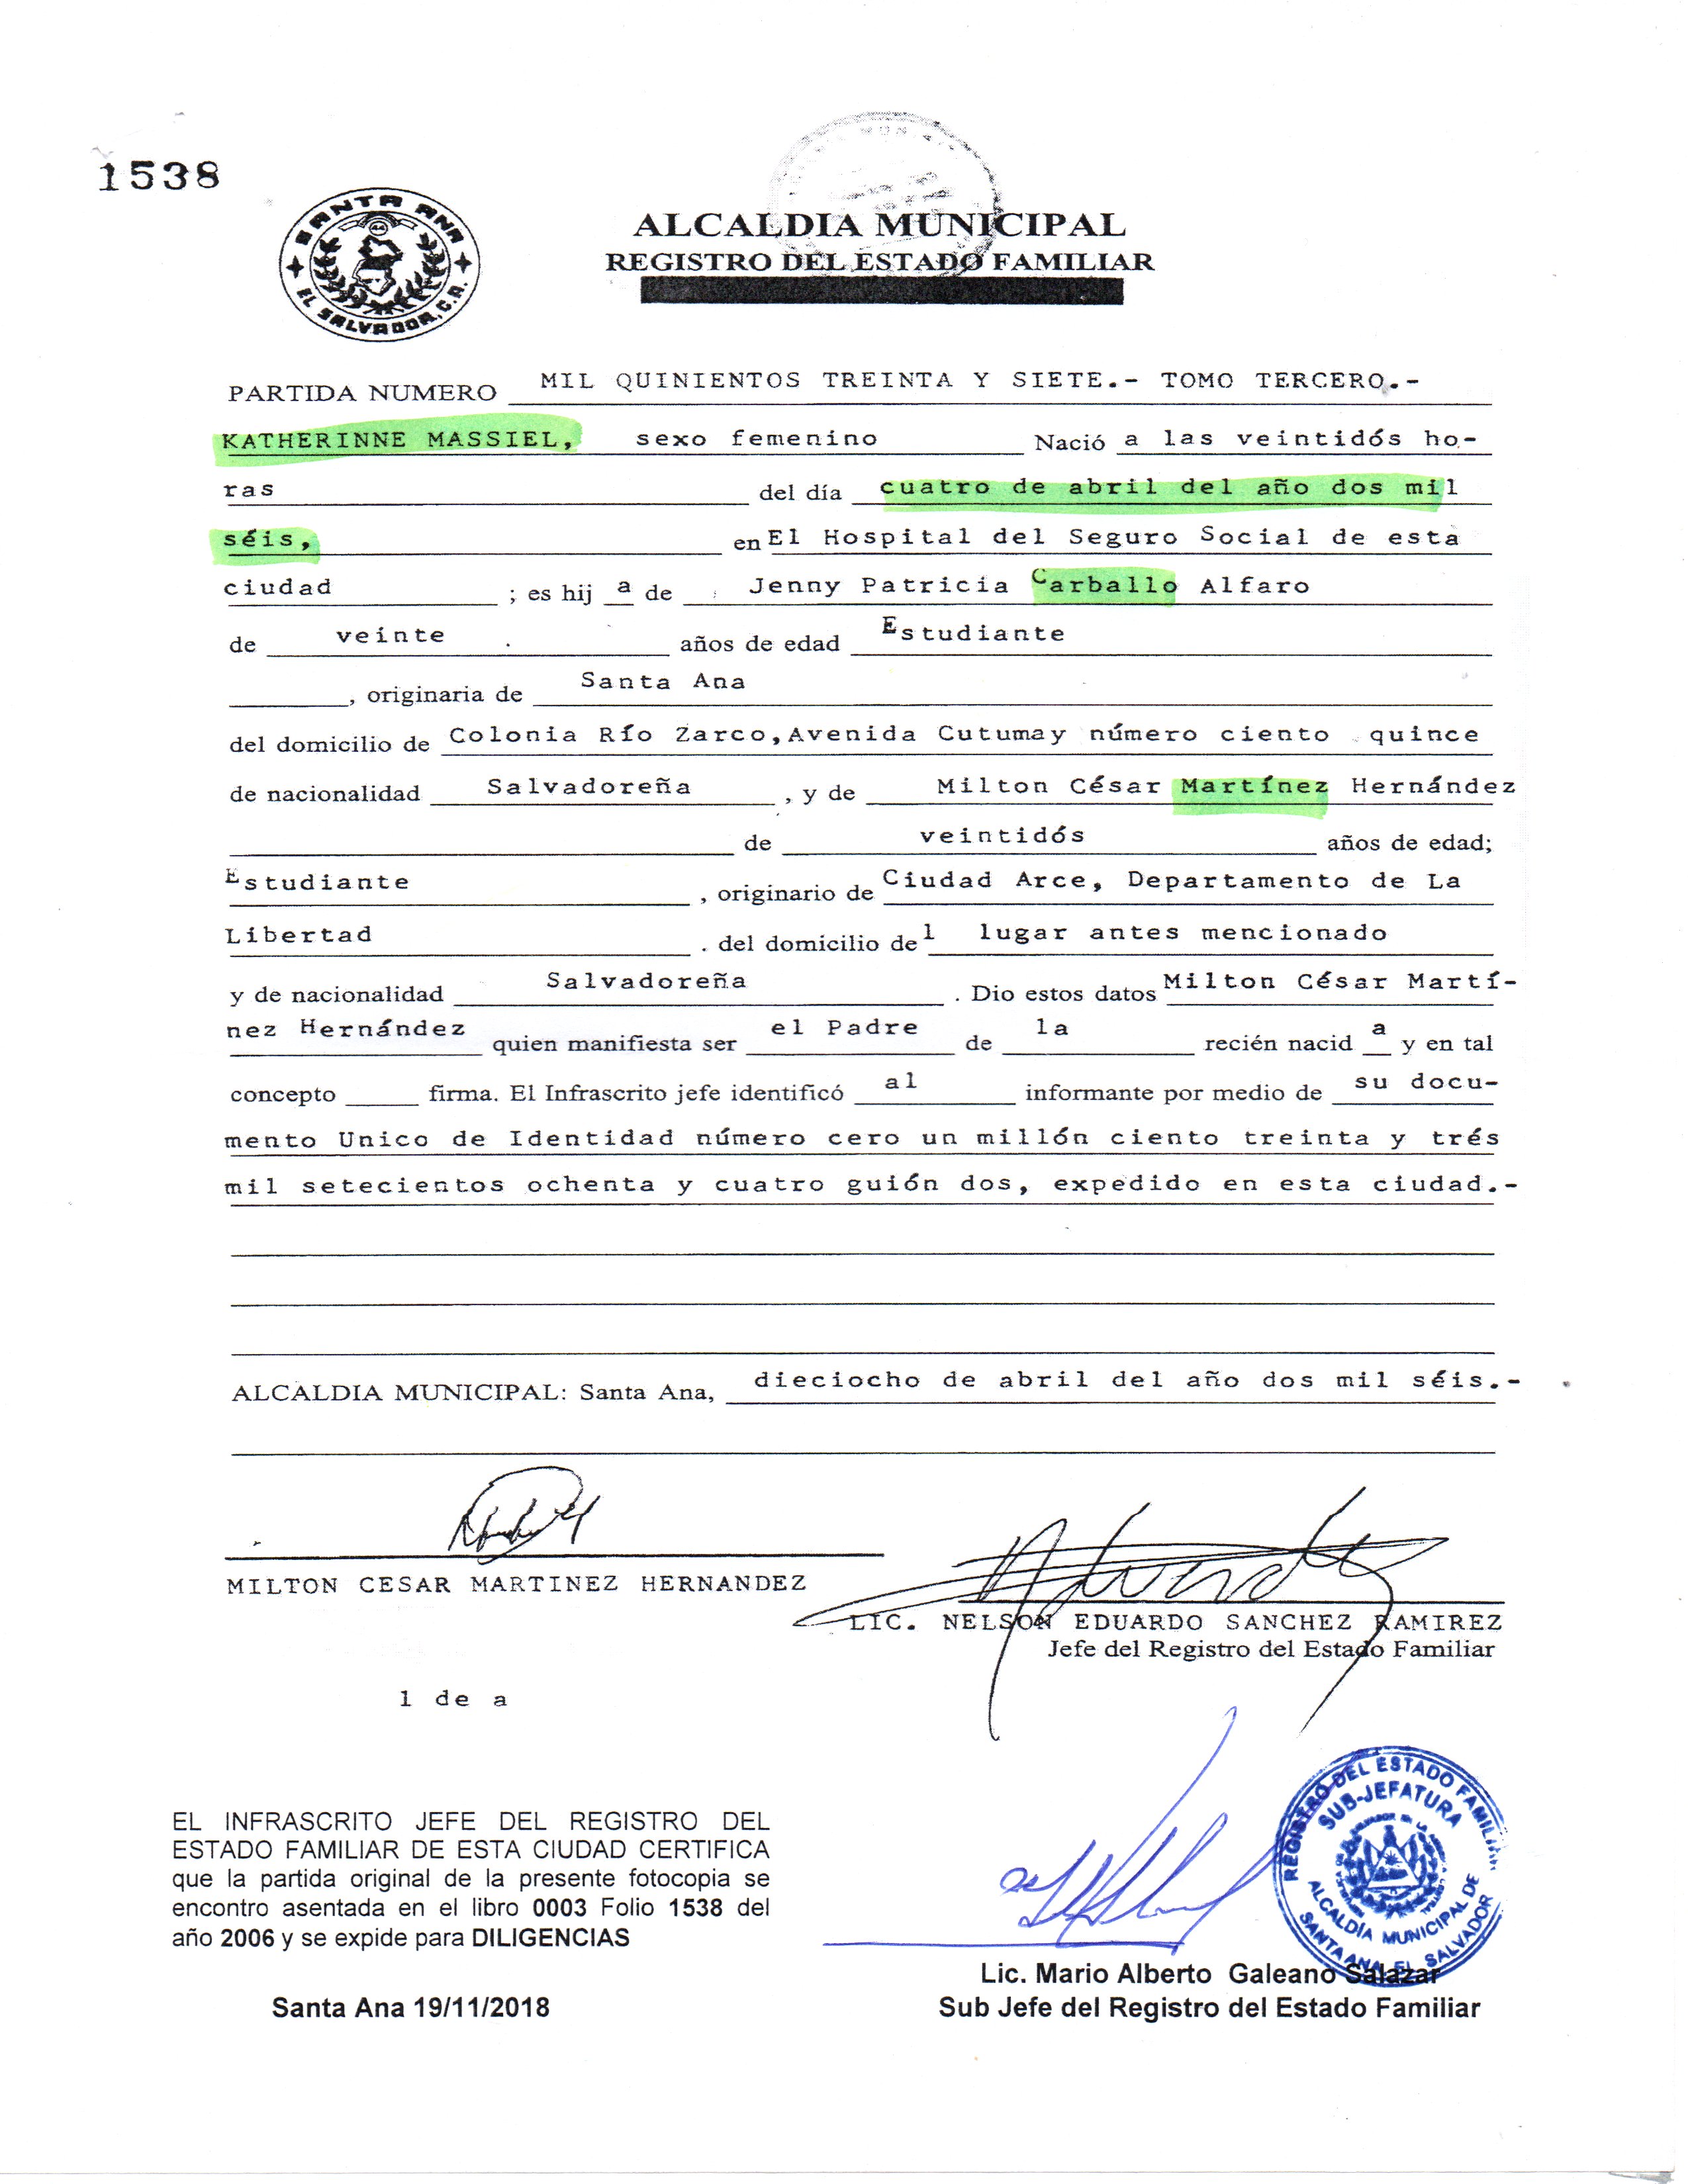 1538
SANTA ANA
EL SALVADOR, C.A.
ALCALDIA MUNICIPAL
REGISTRO DEL ESTADO FAMILIAR
PARTIDA NUMERO MIL QUINIENTOS TREINTA Y SIETE.- TOMO TERCERO.-
KATHERINNE MASSIEL, sexo femenino Nació a las veintidós ho-
ras del día cuatro de abril del año dos mil
séis, en El Hospital del Seguro Social de esta
ciudad ; es hij a de Jenny Patricia Carballo Alfaro
de veinte años de edad Estudiante
, originaria de Santa Ana
del domicilio de Colonia Río Zarco, Avenida Cutumay número ciento quince
de nacionalidad Salvadoreña , y de Milton César Martínez Hernández
de veintidós años de edad;
Estudiante , originario de Ciudad Arce, Departamento de La
Libertad . del domicilio del lugar antes mencionado
y de nacionalidad Salvadoreña . Dio estos datos Milton César Martí-
nez Hernández quien manifiesta ser el Padre de la recién nacid a y en tal
concepto firma. El Infrascrito jefe identificó al informante por medio de su docu-
mento Unico de Identidad número cero un millón ciento treinta y trés
mil setecientos ochenta y cuatro guión dos, expedido en esta ciudad.-
ALCALDIA MUNICIPAL: Santa Ana, dieciocho de abril del año dos mil séis.-
MILTON CESAR MARTINEZ HERNANDEZ
LIC. NELSON EDUARDO SANCHEZ RAMIREZ
Jefe del Registro del Estado Familiar
l de a
REGISTRO DEL ESTADO FAMILIAR
SUB-JEFATURA
ALCALDÍA MUNICIPAL DE
SANTA ANA EL SALVADOR
EL INFRASCRITO JEFE DEL REGISTRO DEL
ESTADO FAMILIAR DE ESTA CIUDAD CERTIFICA
que la partida original de la presente fotocopia se
encontro asentada en el libro 0003 Folio 1538 del
año 2006 y se expide para DILIGENCIAS
Lic. Mario Alberto Galeano Salazar
Santa Ana 19/11/2018
Sub Jefe del Registro del Estado Familiar